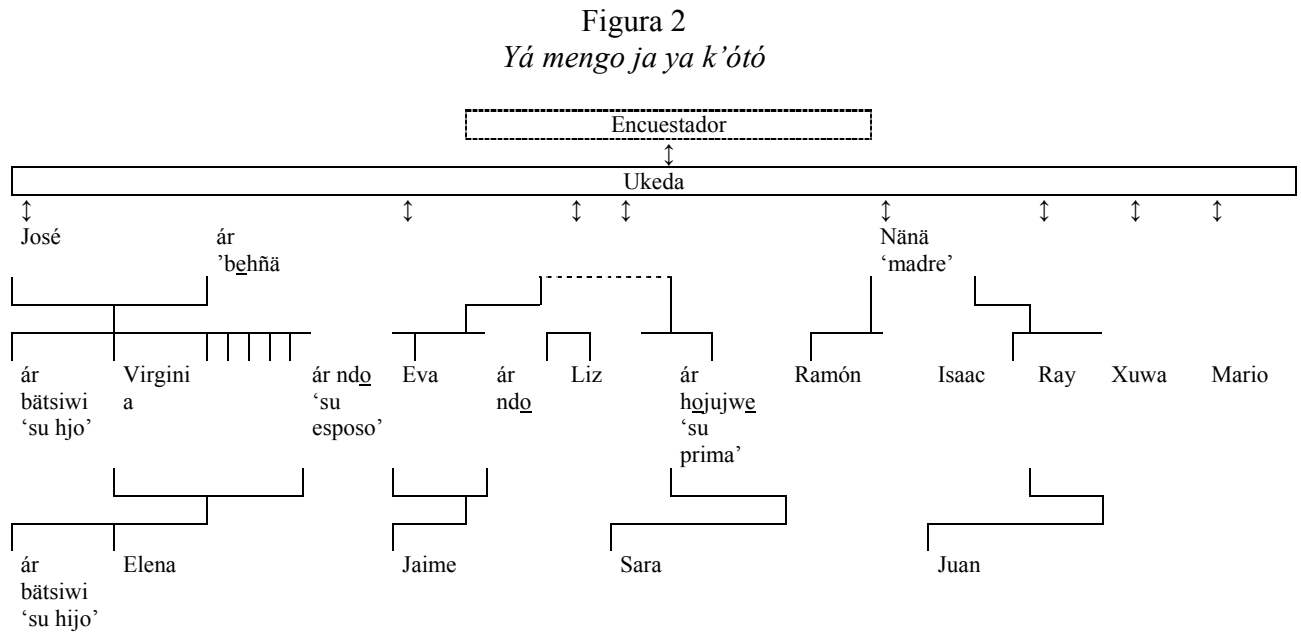 Figura 2
Yá mengo ja ya k’ótó
Encuestador
↕
Ukeda
↕ ↕ ↕ ↕ ↕ ↕ ↕ ↕
José ár Nänä
’behñä ‘madre’
ár Virgini ár ndo Eva ár Liz ár Ramón Isaac Ray Xuwa Mario
bätsiwi a ‘su ndo hojujwe
‘su hjo’ esposo’ ‘su
prima’
ár Elena Jaime Sara Juan
bätsiwi
‘su hijo’